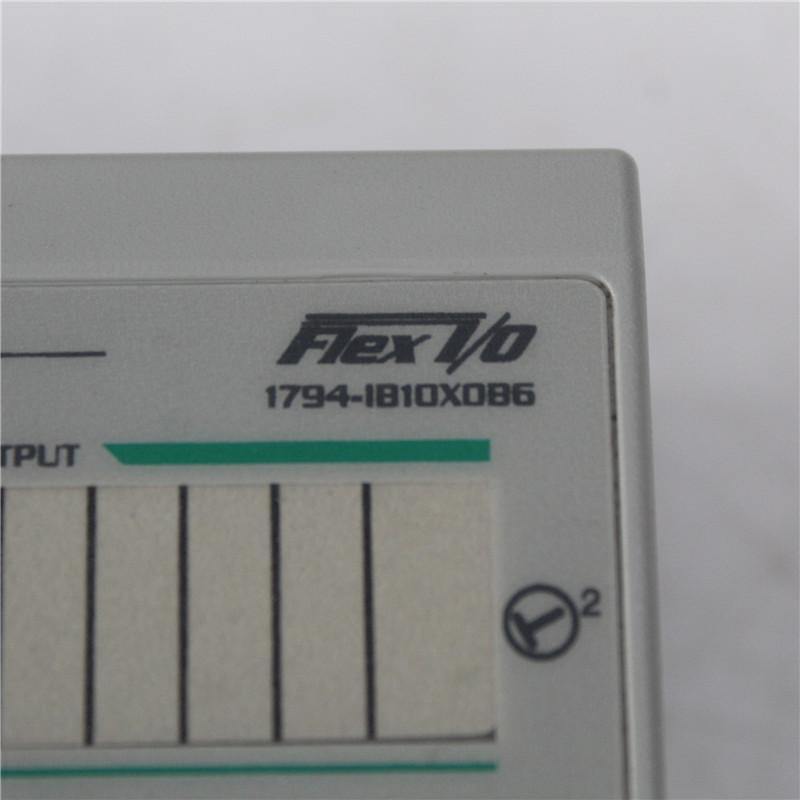 Flex I/O
1794-IB10XOB6
TPUT
2